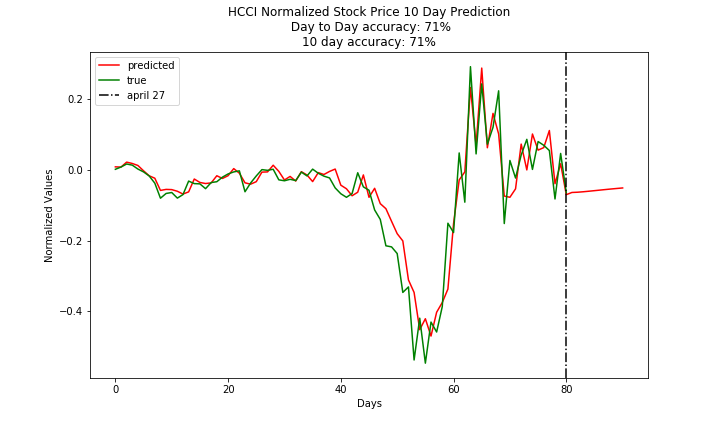 HCCI Normalized Stock Price 10 Day Prediction
Day to Day accuracy: 71%
10 day accuracy: 71%
predicted
true
april 27
0.2
0.0
−0.2
−0.4
Normalized Values
0
20
40
60
80
Days